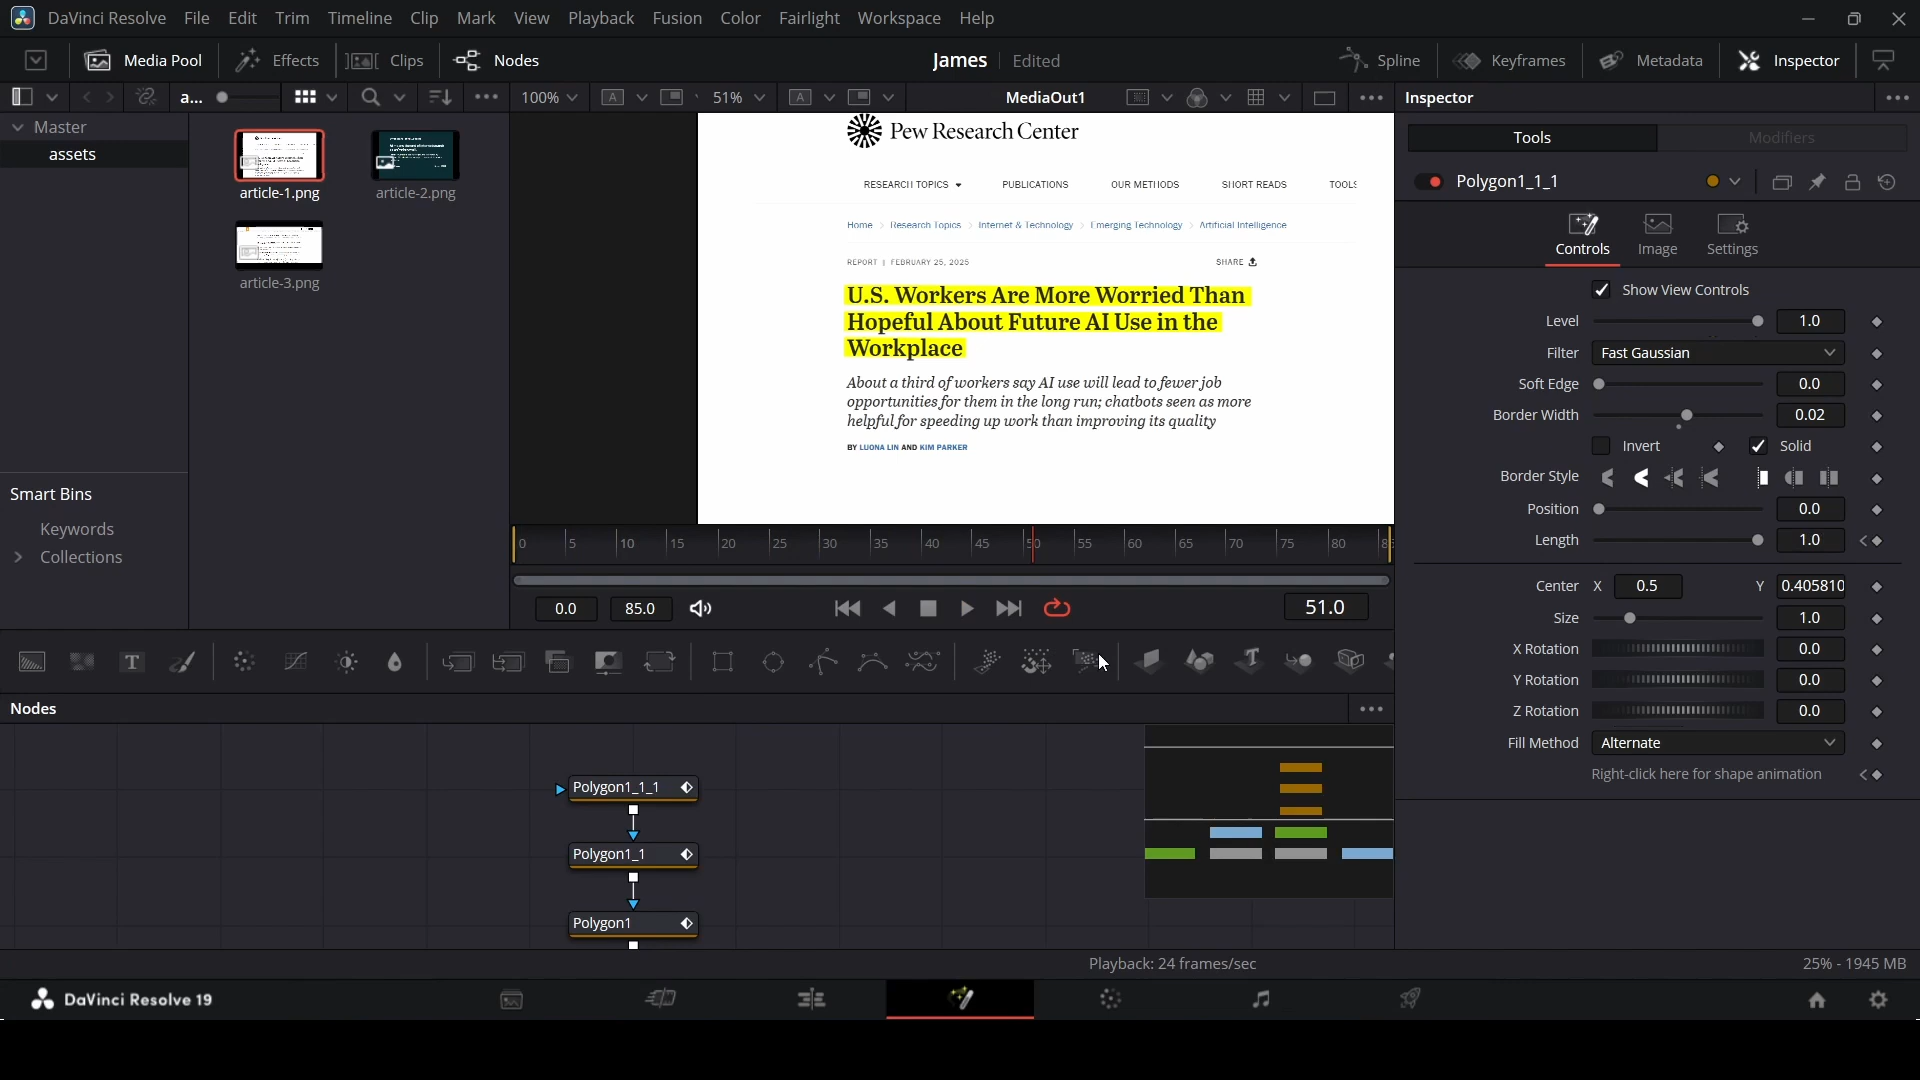 DaVinci Resolve File Edit Trim Timeline Clip Mark View Playback Fusion Color Fairlight Workspace Help
Media Pool Effects Clips Nodes James Edited Spline Keyframes Metadata Inspector
a... 100% A 51% A MediaOut1 Inspector
Master
assets
article-1.png
article-2.png
article-3.png
Smart Bins
Keywords
Collections
Pew Research Center
RESEARCH TOPICS PUBLICATIONS OUR METHODS SHORT READS TOOLS
Home Research Topics Internet & Technology Emerging Technology Artificial Intelligence
REPORT | FEBRUARY 25, 2025 SHARE
U.S. Workers Are More Worried Than
Hopeful About Future AI Use in the
Workplace
About a third of workers say AI use will lead to fewer job
opportunities for them in the long run; chatbots seen as more
helpful for speeding up work than improving its quality
BY LUONA LIN AND KIM PARKER
0 5 10 15 20 25 30 35 40 45 50 55 60 65 70 75 80
0.0 85.0 51.0
T T
Nodes
Polygon1_1_1
Polygon1_1
Polygon1
Tools Modifiers
Polygon1_1_1
Controls Image Settings
Show View Controls
Level 1.0
Filter Fast Gaussian
Soft Edge 0.0
Border Width 0.02
Invert Solid
Border Style
Position 0.0
Length 1.0
Center X 0.5 Y 0.405810
Size 1.0
X Rotation 0.0
Y Rotation 0.0
Z Rotation 0.0
Fill Method Alternate
Right-click here for shape animation
Playback: 24 frames/sec 25% - 1945 MB
DaVinci Resolve 19